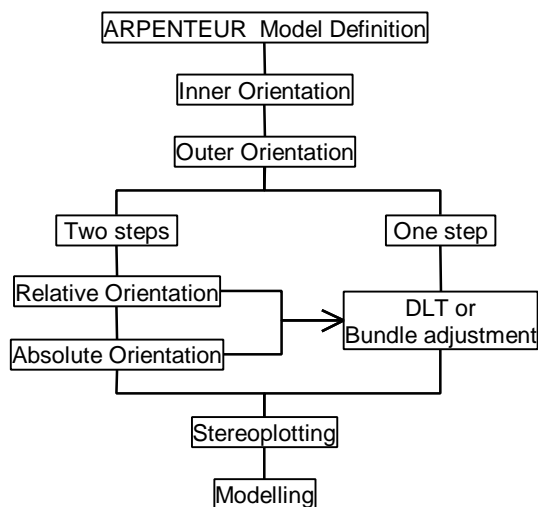 ARPENTEUR Model Definition
Inner Orientation
Outer Orientation
Two steps
One step
Relative Orientation
Absolute Orientation
DLT or
Bundle adjustment
Stereoplotting
Modelling